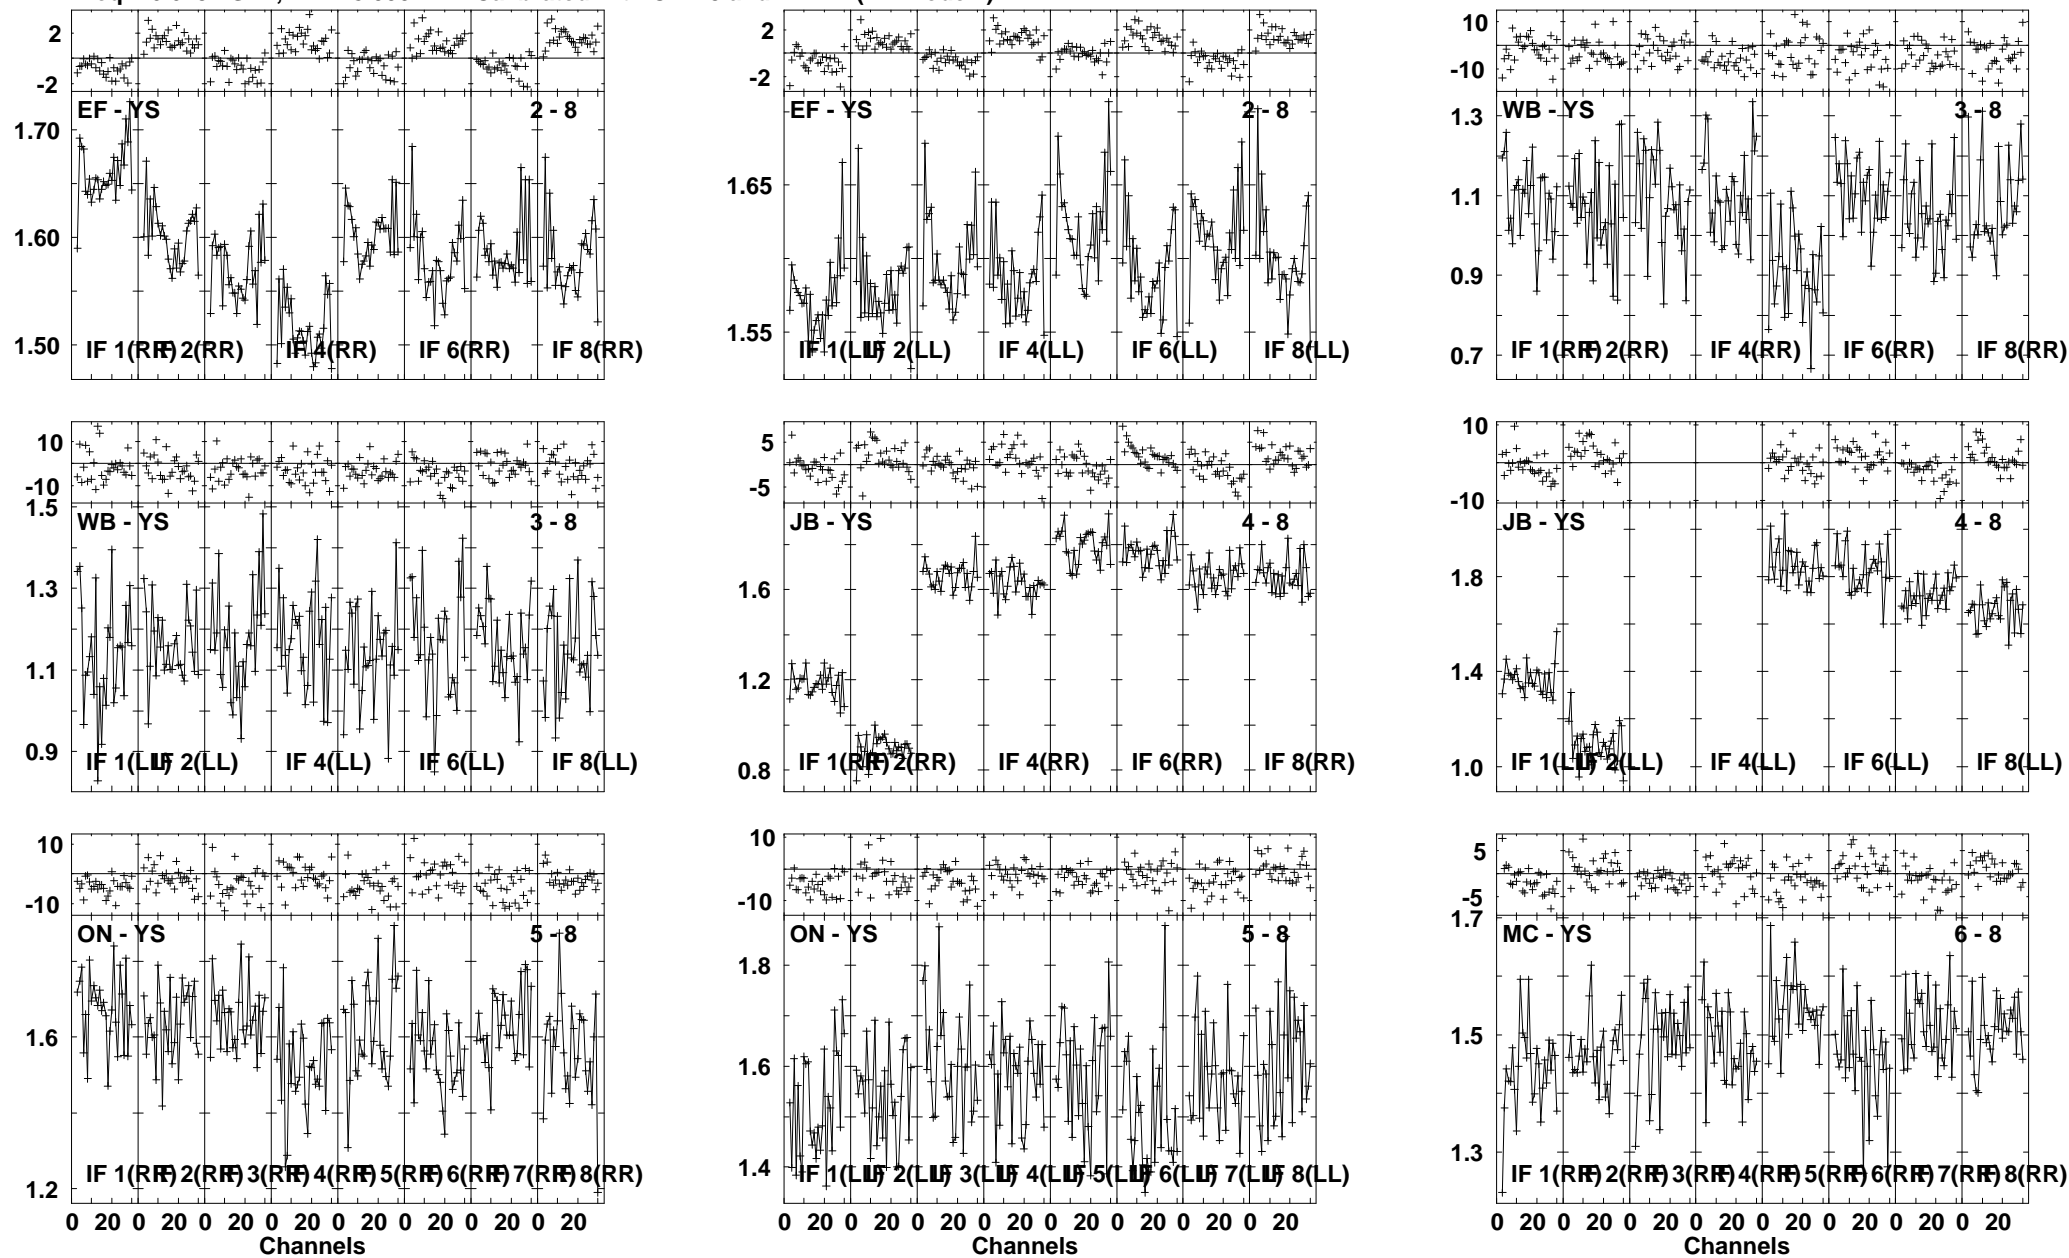 2
-2
EF - YS 2 - 8
1.70
1.60
1.50
IF 1(RR) IF 2(RR) IF 4(RR) IF 6(RR) IF 8(RR)
2
-2
EF - YS 2 - 8
1.65
1.55
IF 1(LL) IF 2(LL) IF 4(LL) IF 6(LL) IF 8(LL)
10
-10
WB - YS 3 - 8
1.3
1.1
0.9
0.7
IF 1(RR) IF 2(RR) IF 4(RR) IF 6(RR) IF 8(RR)
10
-10
1.5
WB - YS 3 - 8
1.3
1.1
0.9
IF 1(LL) IF 2(LL) IF 4(LL) IF 6(LL) IF 8(LL)
5
-5
JB - YS 4 - 8
1.6
1.2
0.8
IF 1(RR) IF 2(RR) IF 4(RR) IF 6(RR) IF 8(RR)
10
-10
JB - YS 4 - 8
1.8
1.4
1.0
IF 1(LL) IF 2(LL) IF 4(LL) IF 6(LL) IF 8(LL)
10
-10
ON - YS 5 - 8
1.6
1.2
IF 1(RR) IF 2(RR) IF 3(RR) IF 4(RR) IF 5(RR) IF 6(RR) IF 7(RR) IF 8(RR)
0 20 0 20 0 20 0 20 0 20 0 20 0 20 0 20
Channels
10
-10
ON - YS 5 - 8
1.8
1.6
1.4
IF 1(LL) IF 2(LL) IF 3(LL) IF 4(LL) IF 5(LL) IF 6(LL) IF 7(LL) IF 8(LL)
0 20 0 20 0 20 0 20 0 20 0 20 0 20 0 20
Channels
5
-5
1.7
MC - YS 6 - 8
1.5
1.3
IF 1(RR) IF 2(RR) IF 3(RR) IF 4(RR) IF 5(RR) IF 6(RR) IF 7(RR) IF 8(RR)
0 20 0 20 0 20 0 20 0 20 0 20 0 20 0 20
Channels